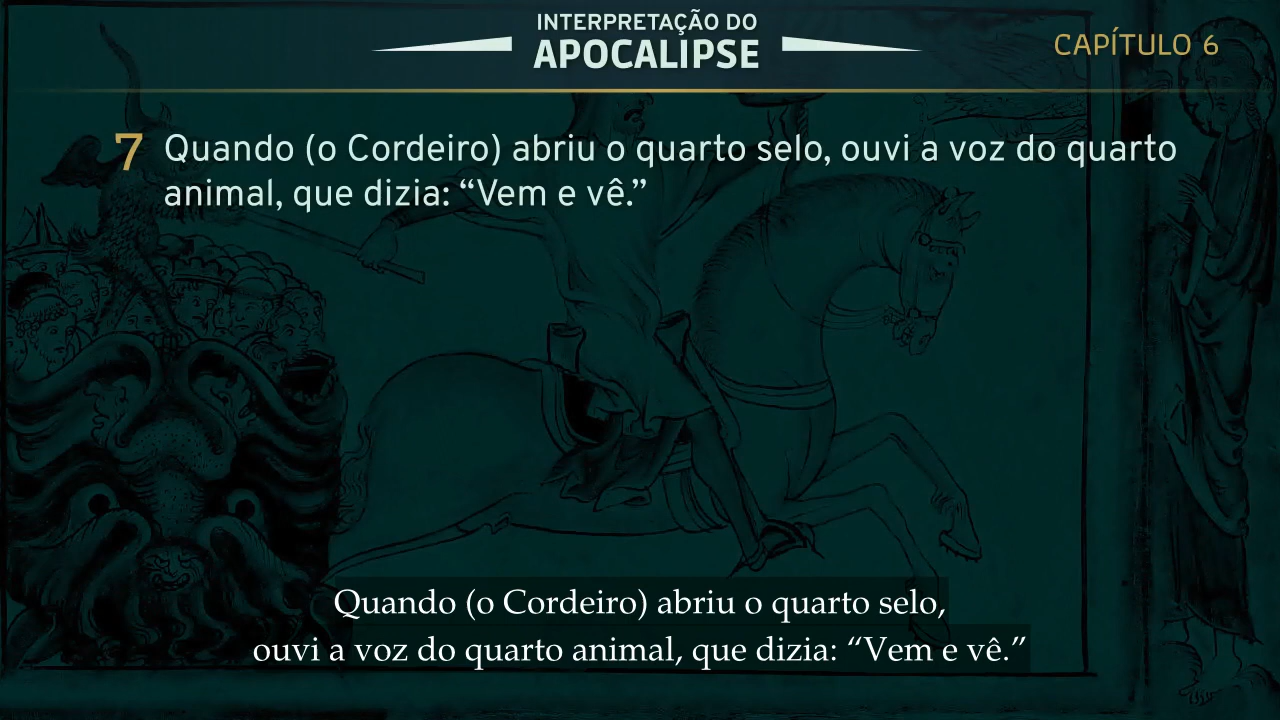 INTERPRETAÇÃO DO
APOCALIPSE
CAPÍTULO 6
7 Quando (o Cordeiro) abriu o quarto selo, ouvi a voz do quarto
animal, que dizia: “Vem e vê.”
Quando (o Cordeiro) abriu o quarto selo,
ouvi a voz do quarto animal, que dizia: “Vem e vê.”